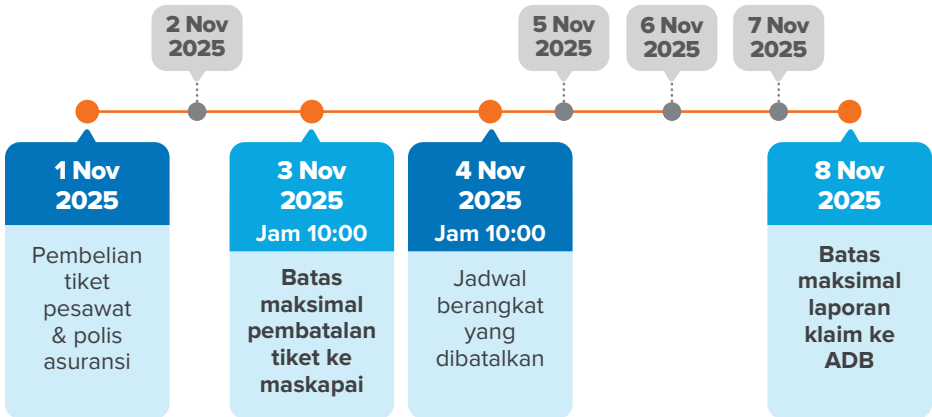 2 Nov
2025
5 Nov
2025
6 Nov
2025
7 Nov
2025
1 Nov
2025
Pembelian
tiket
pesawat
& polis
asuransi
3 Nov
2025
Jam 10:00
Batas
maksimal
pembatalan
tiket ke
maskapai
4 Nov
2025
Jam 10:00
Jadwal
berangkat
yang
dibatalkan
8 Nov
2025
Batas
maksimal
laporan
klaim ke
ADB